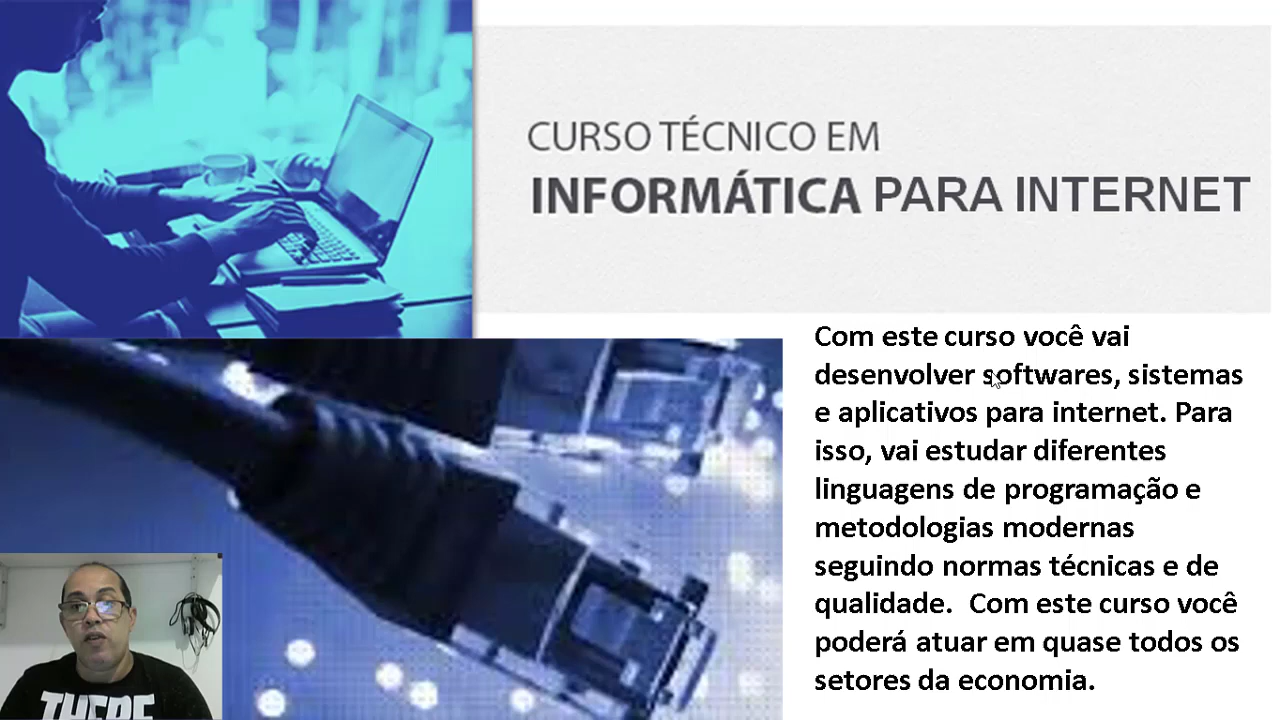 CURSO TÉCNICO EM
INFORMÁTICA PARA INTERNET
Com este curso você vai
desenvolver softwares, sistemas
e aplicativos para internet. Para
isso, vai estudar diferentes
linguagens de programação e
metodologias modernas
seguindo normas técnicas e de
qualidade.  Com este curso você
poderá atuar em quase todos os
setores da economia.
THERE